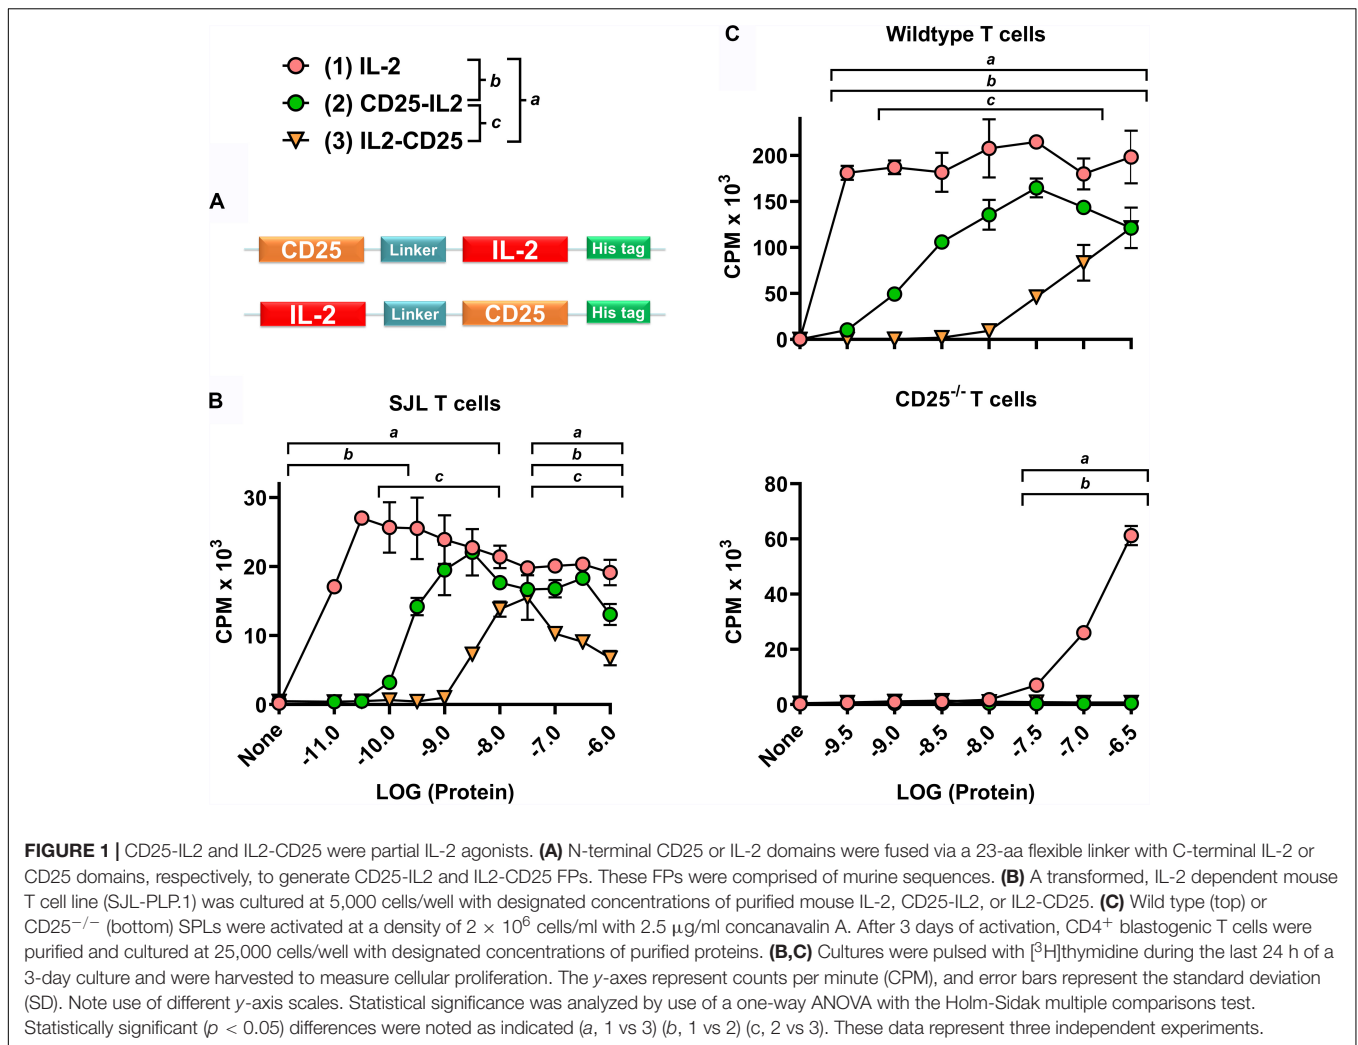 (1) IL-2
(2) CD25-IL2
(3) IL2-CD25
b
c
a
A
CD25
Linker
IL-2
His tag
IL-2
Linker
CD25
His tag
B
SJL T cells
a
b
c
a
b
c
CPM x 10³
30
20
10
0
None
-11.0
-10.0
-9.0
-8.0
-7.0
-6.0
LOG (Protein)
C
Wildtype T cells
a
b
c
CPM x 10³
200
150
100
50
0
CD25⁻/⁻ T cells
a
b
CPM x 10³
80
60
40
20
0
None
-9.5
-9.0
-8.5
-8.0
-7.5
-7.0
-6.5
LOG (Protein)
FIGURE 1 | CD25-IL2 and IL2-CD25 were partial IL-2 agonists. (A) N-terminal CD25 or IL-2 domains were fused via a 23-aa flexible linker with C-terminal IL-2 or
CD25 domains, respectively, to generate CD25-IL2 and IL2-CD25 FPs. These FPs were comprised of murine sequences. (B) A transformed, IL-2 dependent mouse
T cell line (SJL-PLP.1) was cultured at 5,000 cells/well with designated concentrations of purified mouse IL-2, CD25-IL2, or IL2-CD25. (C) Wild type (top) or
CD25−/− (bottom) SPLs were activated at a density of 2 × 10⁶ cells/ml with 2.5 μg/ml concanavalin A. After 3 days of activation, CD4⁺ blastogenic T cells were
purified and cultured at 25,000 cells/well with designated concentrations of purified proteins. (B,C) Cultures were pulsed with [³H]thymidine during the last 24 h of a
3-day culture and were harvested to measure cellular proliferation. The y-axes represent counts per minute (CPM), and error bars represent the standard deviation
(SD). Note use of different y-axis scales. Statistical significance was analyzed by use of a one-way ANOVA with the Holm-Sidak multiple comparisons test.
Statistically significant (p < 0.05) differences were noted as indicated (a, 1 vs 3) (b, 1 vs 2) (c, 2 vs 3). These data represent three independent experiments.